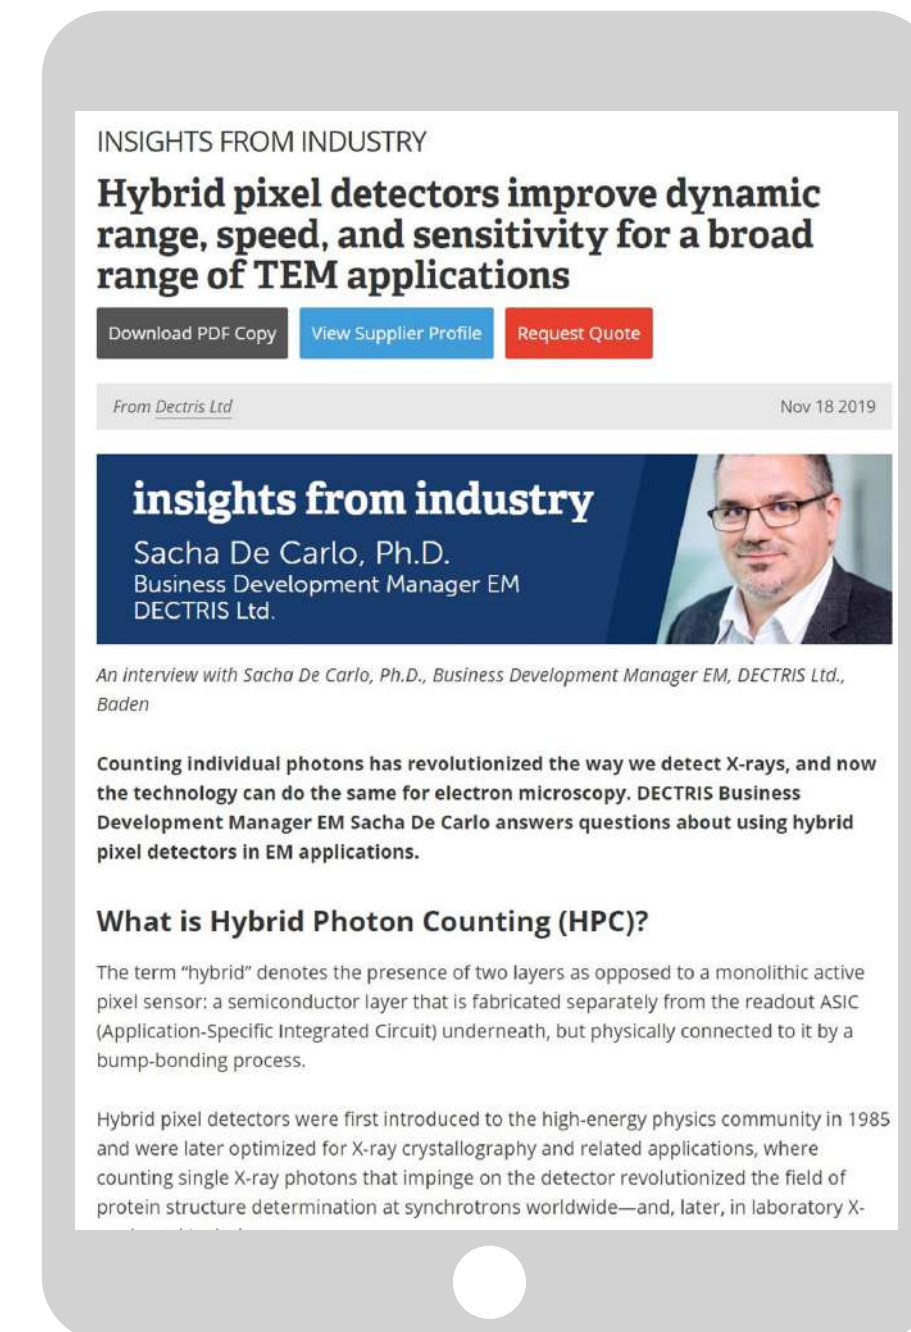 INSIGHTS FROM INDUSTRY
Hybrid pixel detectors improve dynamic
range, speed, and sensitivity for a broad
range of TEM applications
Download PDF Copy View Supplier Profile Request Quote
From Dectris Ltd Nov 18 2019
insights from industry
Sacha De Carlo, Ph.D.
Business Development Manager EM
DECTRIS Ltd.
An interview with Sacha De Carlo, Ph.D., Business Development Manager EM, DECTRIS Ltd.,
Baden
Counting individual photons has revolutionized the way we detect X-rays, and now
the technology can do the same for electron microscopy. DECTRIS Business
Development Manager EM Sacha De Carlo answers questions about using hybrid
pixel detectors in EM applications.
What is Hybrid Photon Counting (HPC)?
The term “hybrid” denotes the presence of two layers as opposed to a monolithic active
pixel sensor: a semiconductor layer that is fabricated separately from the readout ASIC
(Application-Specific Integrated Circuit) underneath, but physically connected to it by a
bump-bonding process.
Hybrid pixel detectors were first introduced to the high-energy physics community in 1985
and were later optimized for X-ray crystallography and related applications, where
counting single X-ray photons that impinge on the detector revolutionized the field of
protein structure determination at synchrotrons worldwide—and, later, in laboratory X-